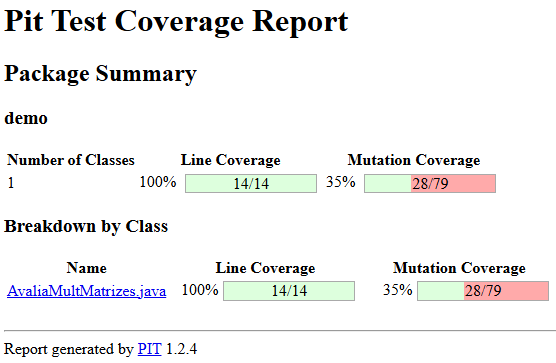 Pit Test Coverage Report
Package Summary
demo
Number of Classes Line Coverage Mutation Coverage
1 100% 14/14 35% 28/79
Breakdown by Class
Name Line Coverage Mutation Coverage
AvaliaMultMatrizes.java 100% 14/14 35% 28/79
Report generated by PIT 1.2.4